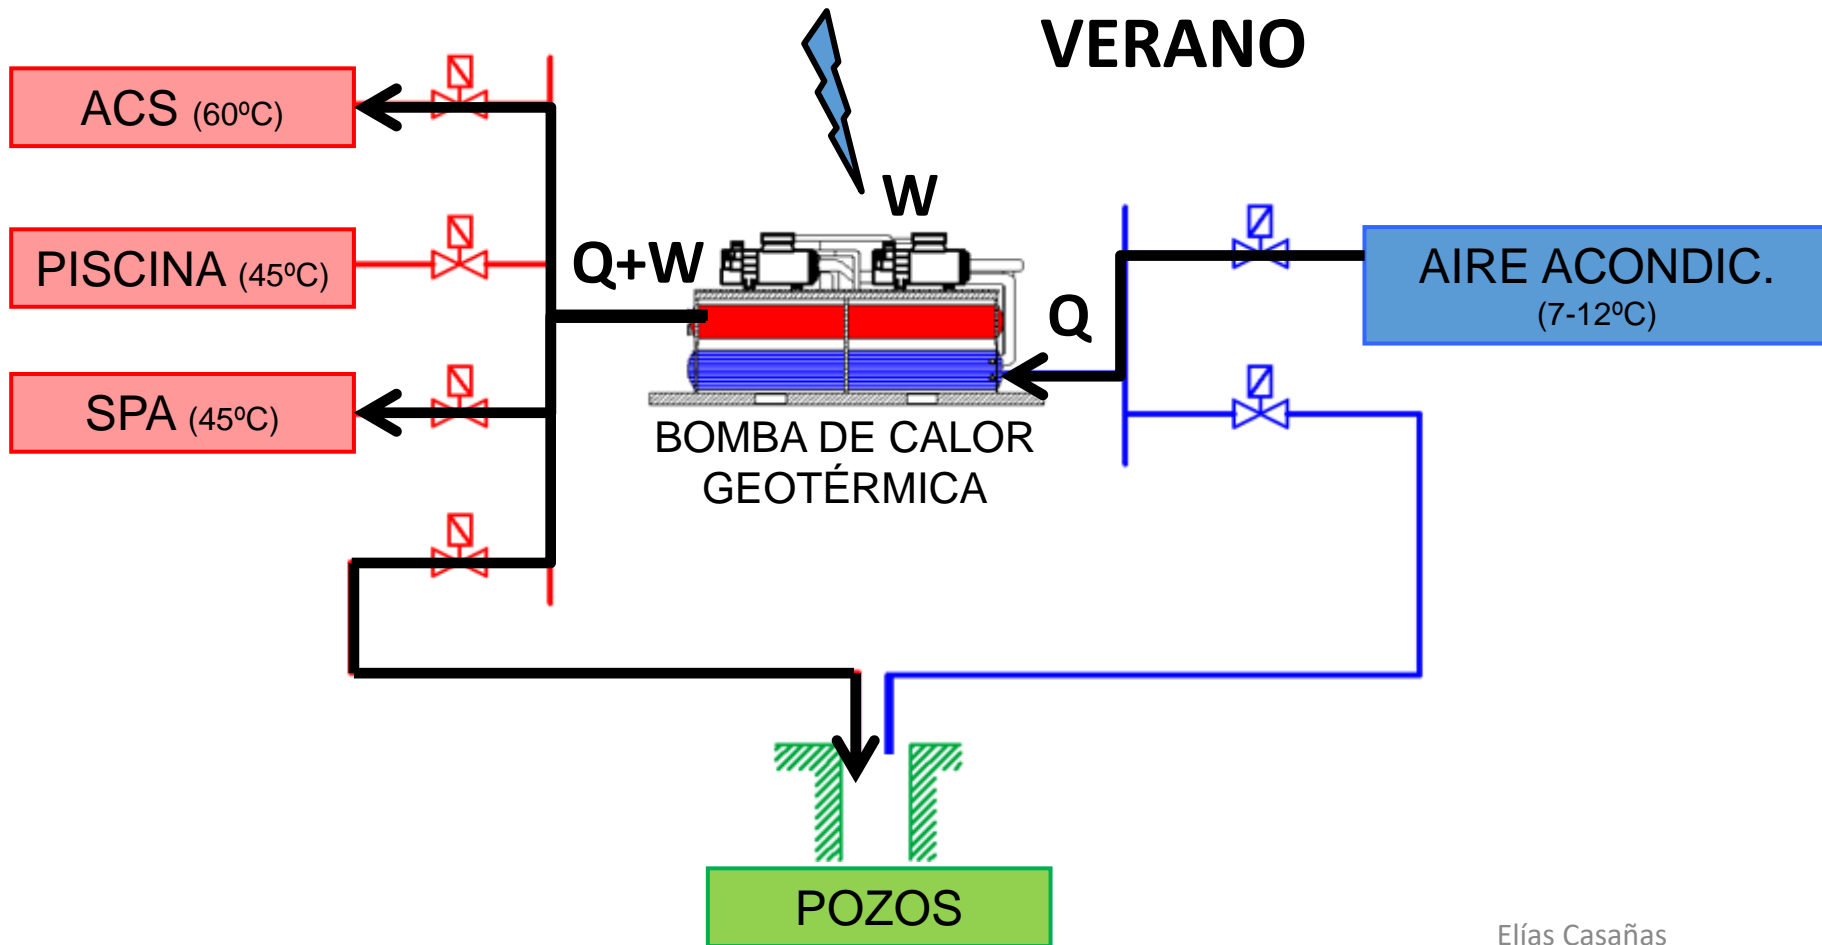 VERANO
ACS (60ºC)
W
PISCINA (45ºC)
Q+W
AIRE ACONDIC.
(7-12ºC)
Q
SPA (45ºC)
BOMBA DE CALOR
GEOTÉRMICA
POZOS
Elías Casañas